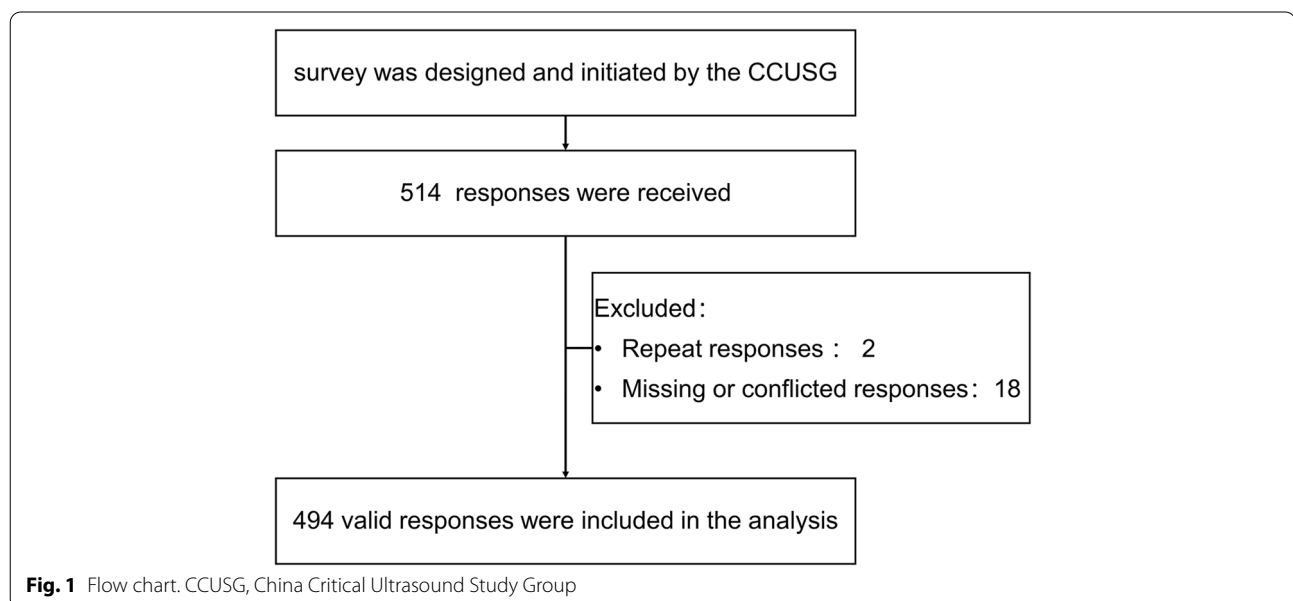 survey was designed and initiated by the CCUSG
514 responses were received
Excluded：
• Repeat responses： 2
• Missing or conflicted responses：18
494 valid responses were included in the analysis
Fig. 1 Flow chart. CCUSG, China Critical Ultrasound Study Group